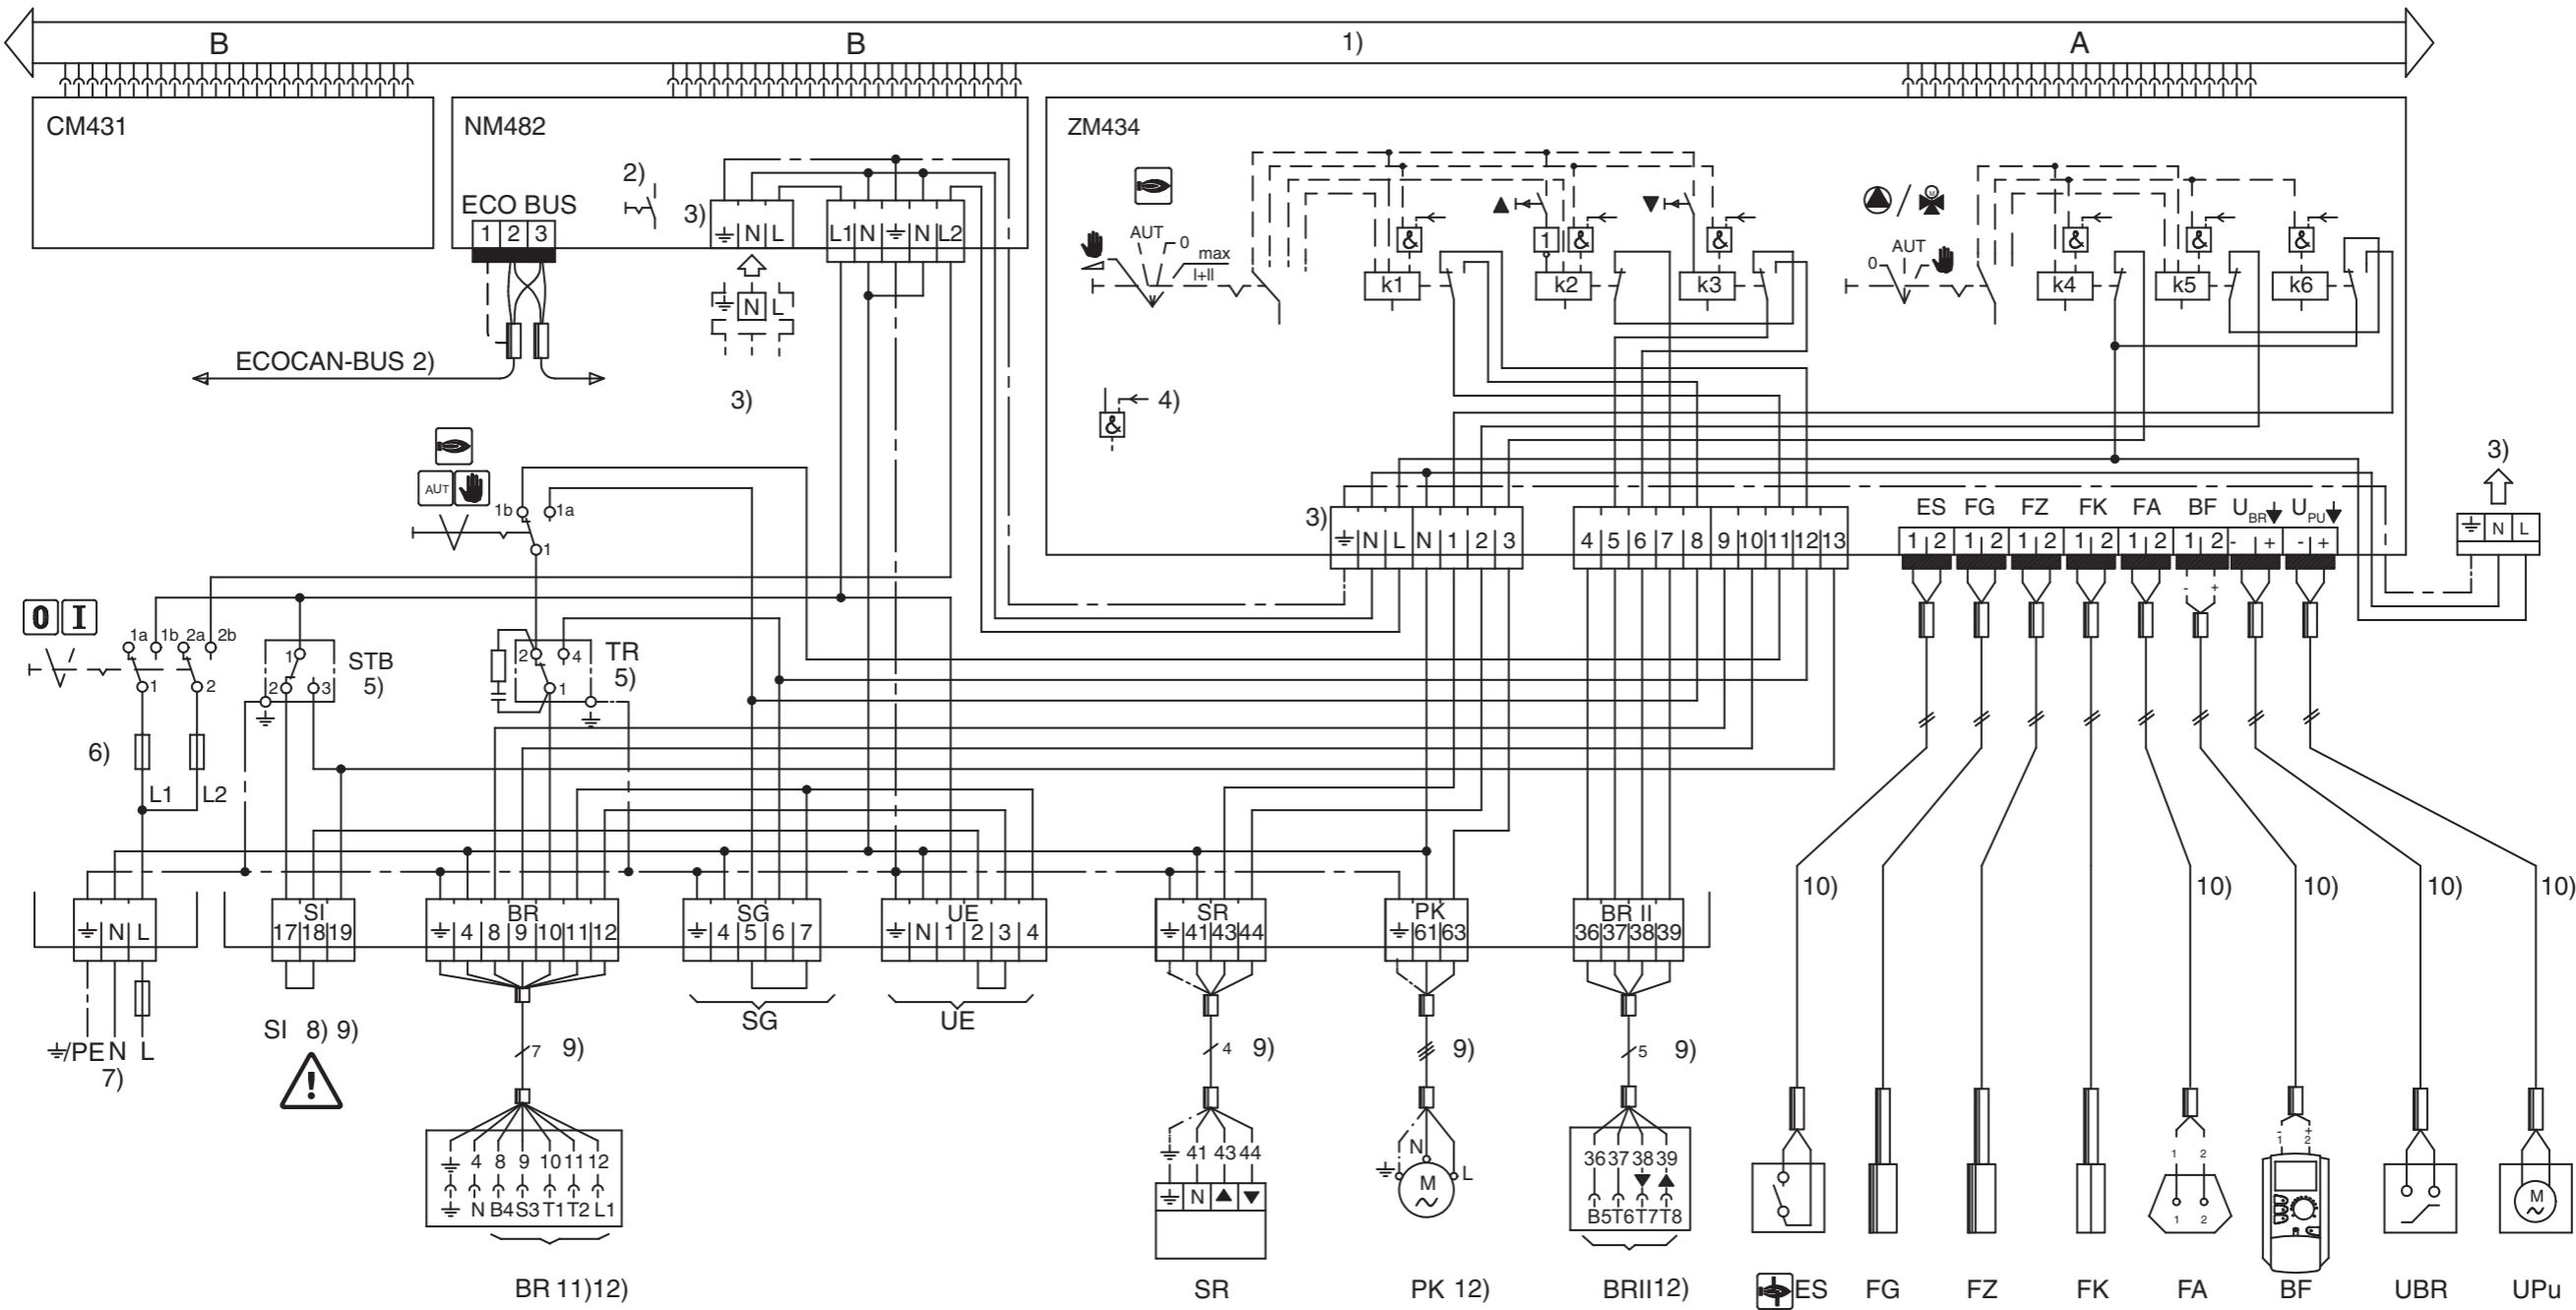 B B 1) A
CM431 NM482 ZM434
2)
ECO BUS 3)
1 2 3 N L L1 N N L2
AUT 0 max I+II
k1 & 1 k2 & k3 &
0 AUT
M
k4 & k5 & k6 &
N L
ECOCAN-BUS 2)
3)
& 4)
AUT
1b 1a
1
3)
N L N 1 2 3
4 5 6 7 8 9 10 11 12 13
ES FG FZ FK FA BF UBR UPU
1 2 1 2 1 2 1 2 1 2 1 2 - + - +
- +
3)
N L
0 I
1a 1b 2a 2b
1 2
1 2 3
STB
5)
2 4 1
TR
5)
6)
L1 L2
10) 10) 10) 10) 10)
N L
SI
17 18 19
BR
4 8 9 10 11 12
SG
4 5 6 7
UE
N 1 2 3 4
SR
41 43 44
PK
61 63
BR II
36 37 38 39
/PE N L
7)
SI 8) 9)
!
7 9)
SG UE
4 9)
9)
5 9)
4 8 9 10 11 12
N B4 S3 T1 T2 L1
41 43 44
N
N
M
L
36 37 38 39
B5 T6 T7 T8
1 2
1 2
- +
1 2
M
BR 11)12) SR PK 12) BRII12) ES FG FZ FK FA BF UBR UPu